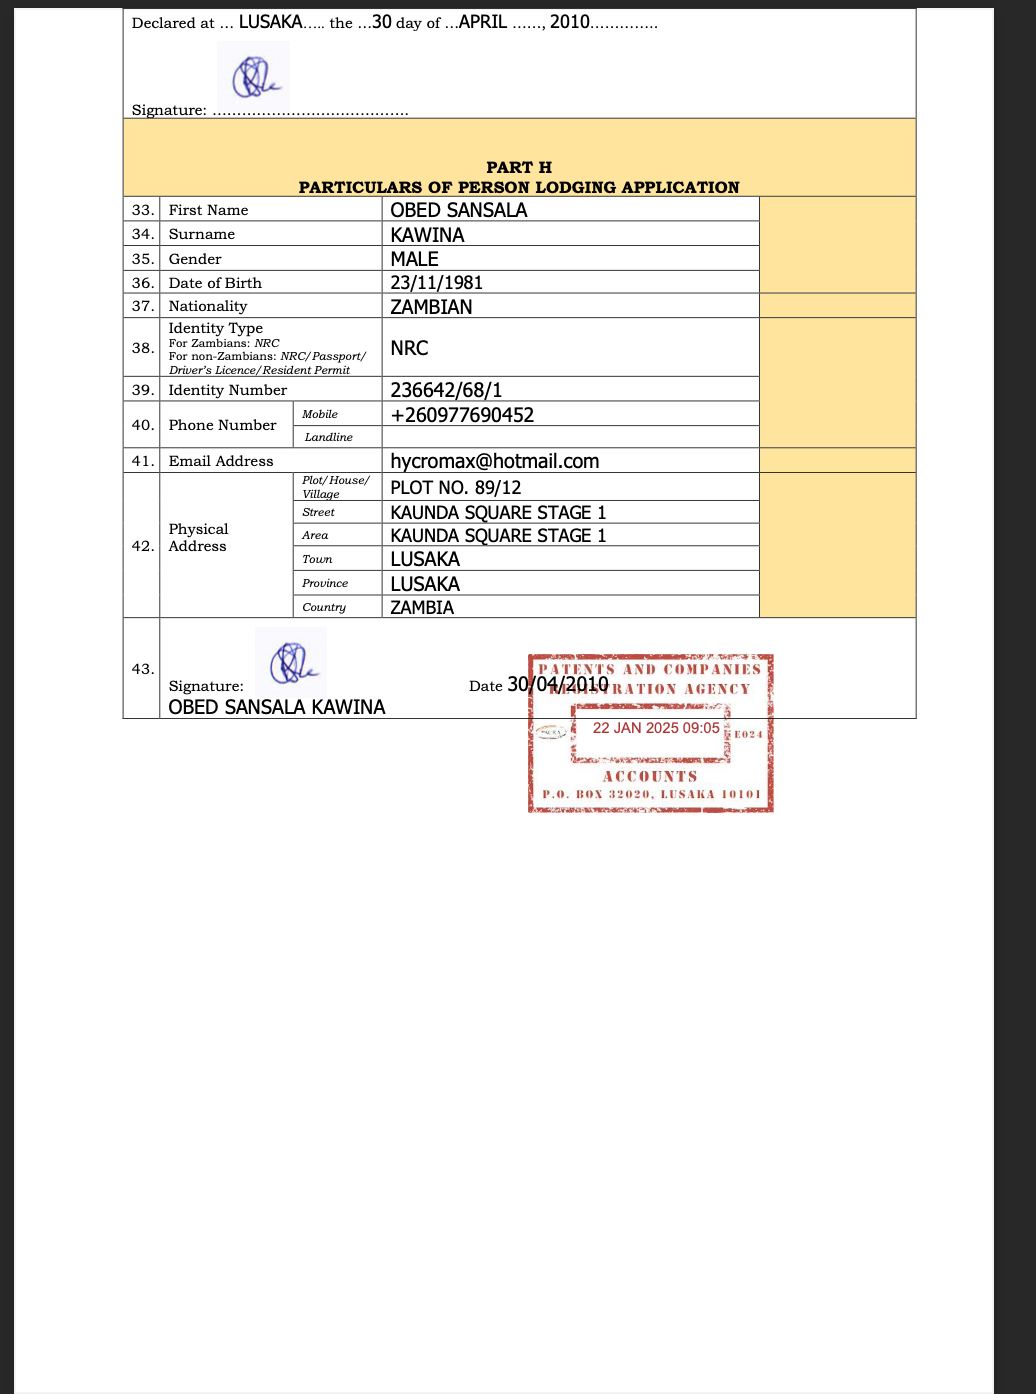 Declared at ... LUSAKA..... the ...30 day of ...APRIL ......, 2010..............
Signature: ........................................
PART H
PARTICULARS OF PERSON LODGING APPLICATION
33. First Name OBED SANSALA
34. Surname KAWINA
35. Gender MALE
36. Date of Birth 23/11/1981
37. Nationality ZAMBIAN
38. Identity Type
For Zambians: NRC
For non-Zambians: NRC/Passport/
Driver's Licence/Resident Permit
NRC
39. Identity Number 236642/68/1
40. Phone Number Mobile +260977690452
Landline
41. Email Address hycromax@hotmail.com
42. Physical Address
Plot/House/Village PLOT NO. 89/12
Street KAUNDA SQUARE STAGE 1
Area KAUNDA SQUARE STAGE 1
Town LUSAKA
Province LUSAKA
Country ZAMBIA
43. Signature: Date 30/04/2010
OBED SANSALA KAWINA
PATENTS AND COMPANIES
REGISTRATION AGENCY
22 JAN 2025 09:05
E024
ACCOUNTS
P.O. BOX 32020, LUSAKA 10101